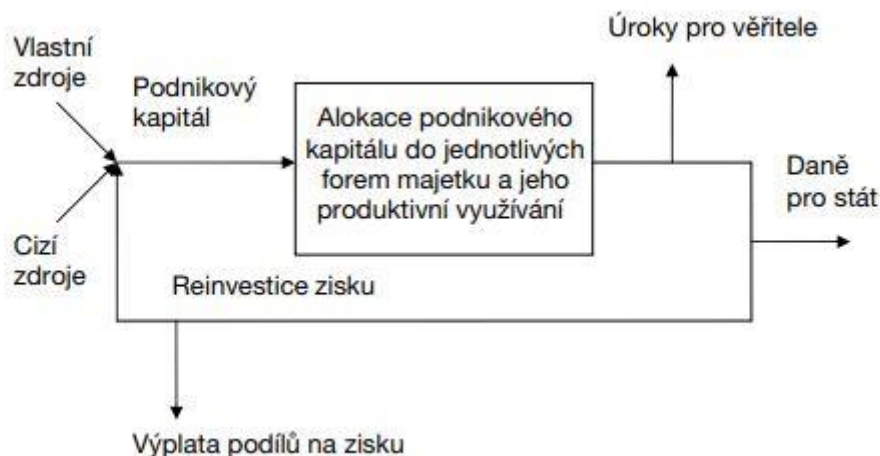 Úroky pro věřitele
Vlastní
zdroje
Podnikový
kapitál
Alokace podnikového
kapitálu do jednotlivých
forem majetku a jeho
produktivní využívání
Daně
pro stát
Cizí
zdroje
Reinvestice zisku
Výplata podílů na zisku